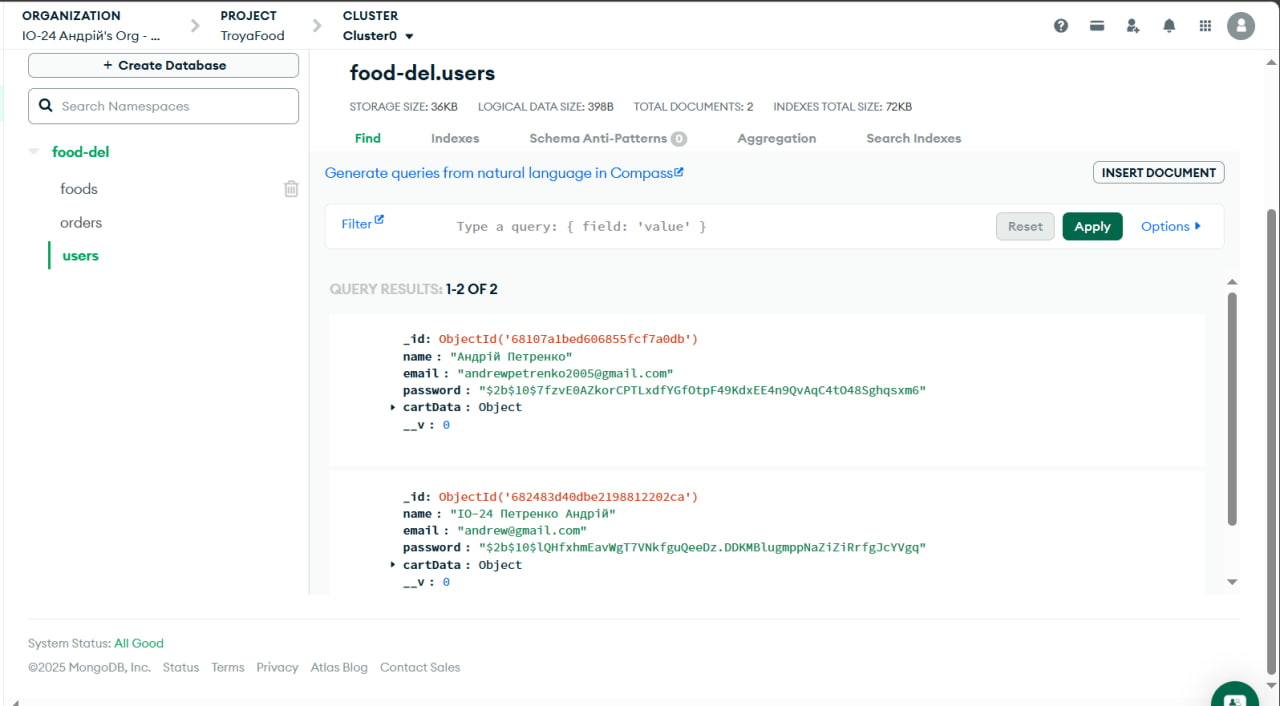 ORGANIZATION
IO-24 Андрій's Org - ...
PROJECT
TroyaFood
CLUSTER
Cluster0
+ Create Database
Search Namespaces
food-del
foods
orders
users
food-del.users
STORAGE SIZE: 36KB LOGICAL DATA SIZE: 398B TOTAL DOCUMENTS: 2 INDEXES TOTAL SIZE: 72KB
Find Indexes Schema Anti-Patterns 0 Aggregation Search Indexes
Generate queries from natural language in Compass
INSERT DOCUMENT
Filter Type a query: { field: 'value' } Reset Apply Options
QUERY RESULTS: 1-2 OF 2
_id: ObjectId('68107a1bed606855fcf7a0db')
name : "Андрій Петренко"
email : "andrewpetrenko2005@gmail.com"
password : "$2b$10$7fzvE0AZkorCPTLxdfYGfOtpF49KdxEE4n9QvAqC4tO48Sghqsxm6"
cartData : Object
__v : 0
_id: ObjectId('682483d40dbe2198812202ca')
name : "ІО-24 Петренко Андрій"
email : "andrew@gmail.com"
password : "$2b$10$lQHfxhmEavWgT7VNkfguQeeDz.DDKMBlugmppNaZiZiRrfgJcYVgq"
cartData : Object
__v : 0
System Status: All Good
©2025 MongoDB, Inc. Status Terms Privacy Atlas Blog Contact Sales